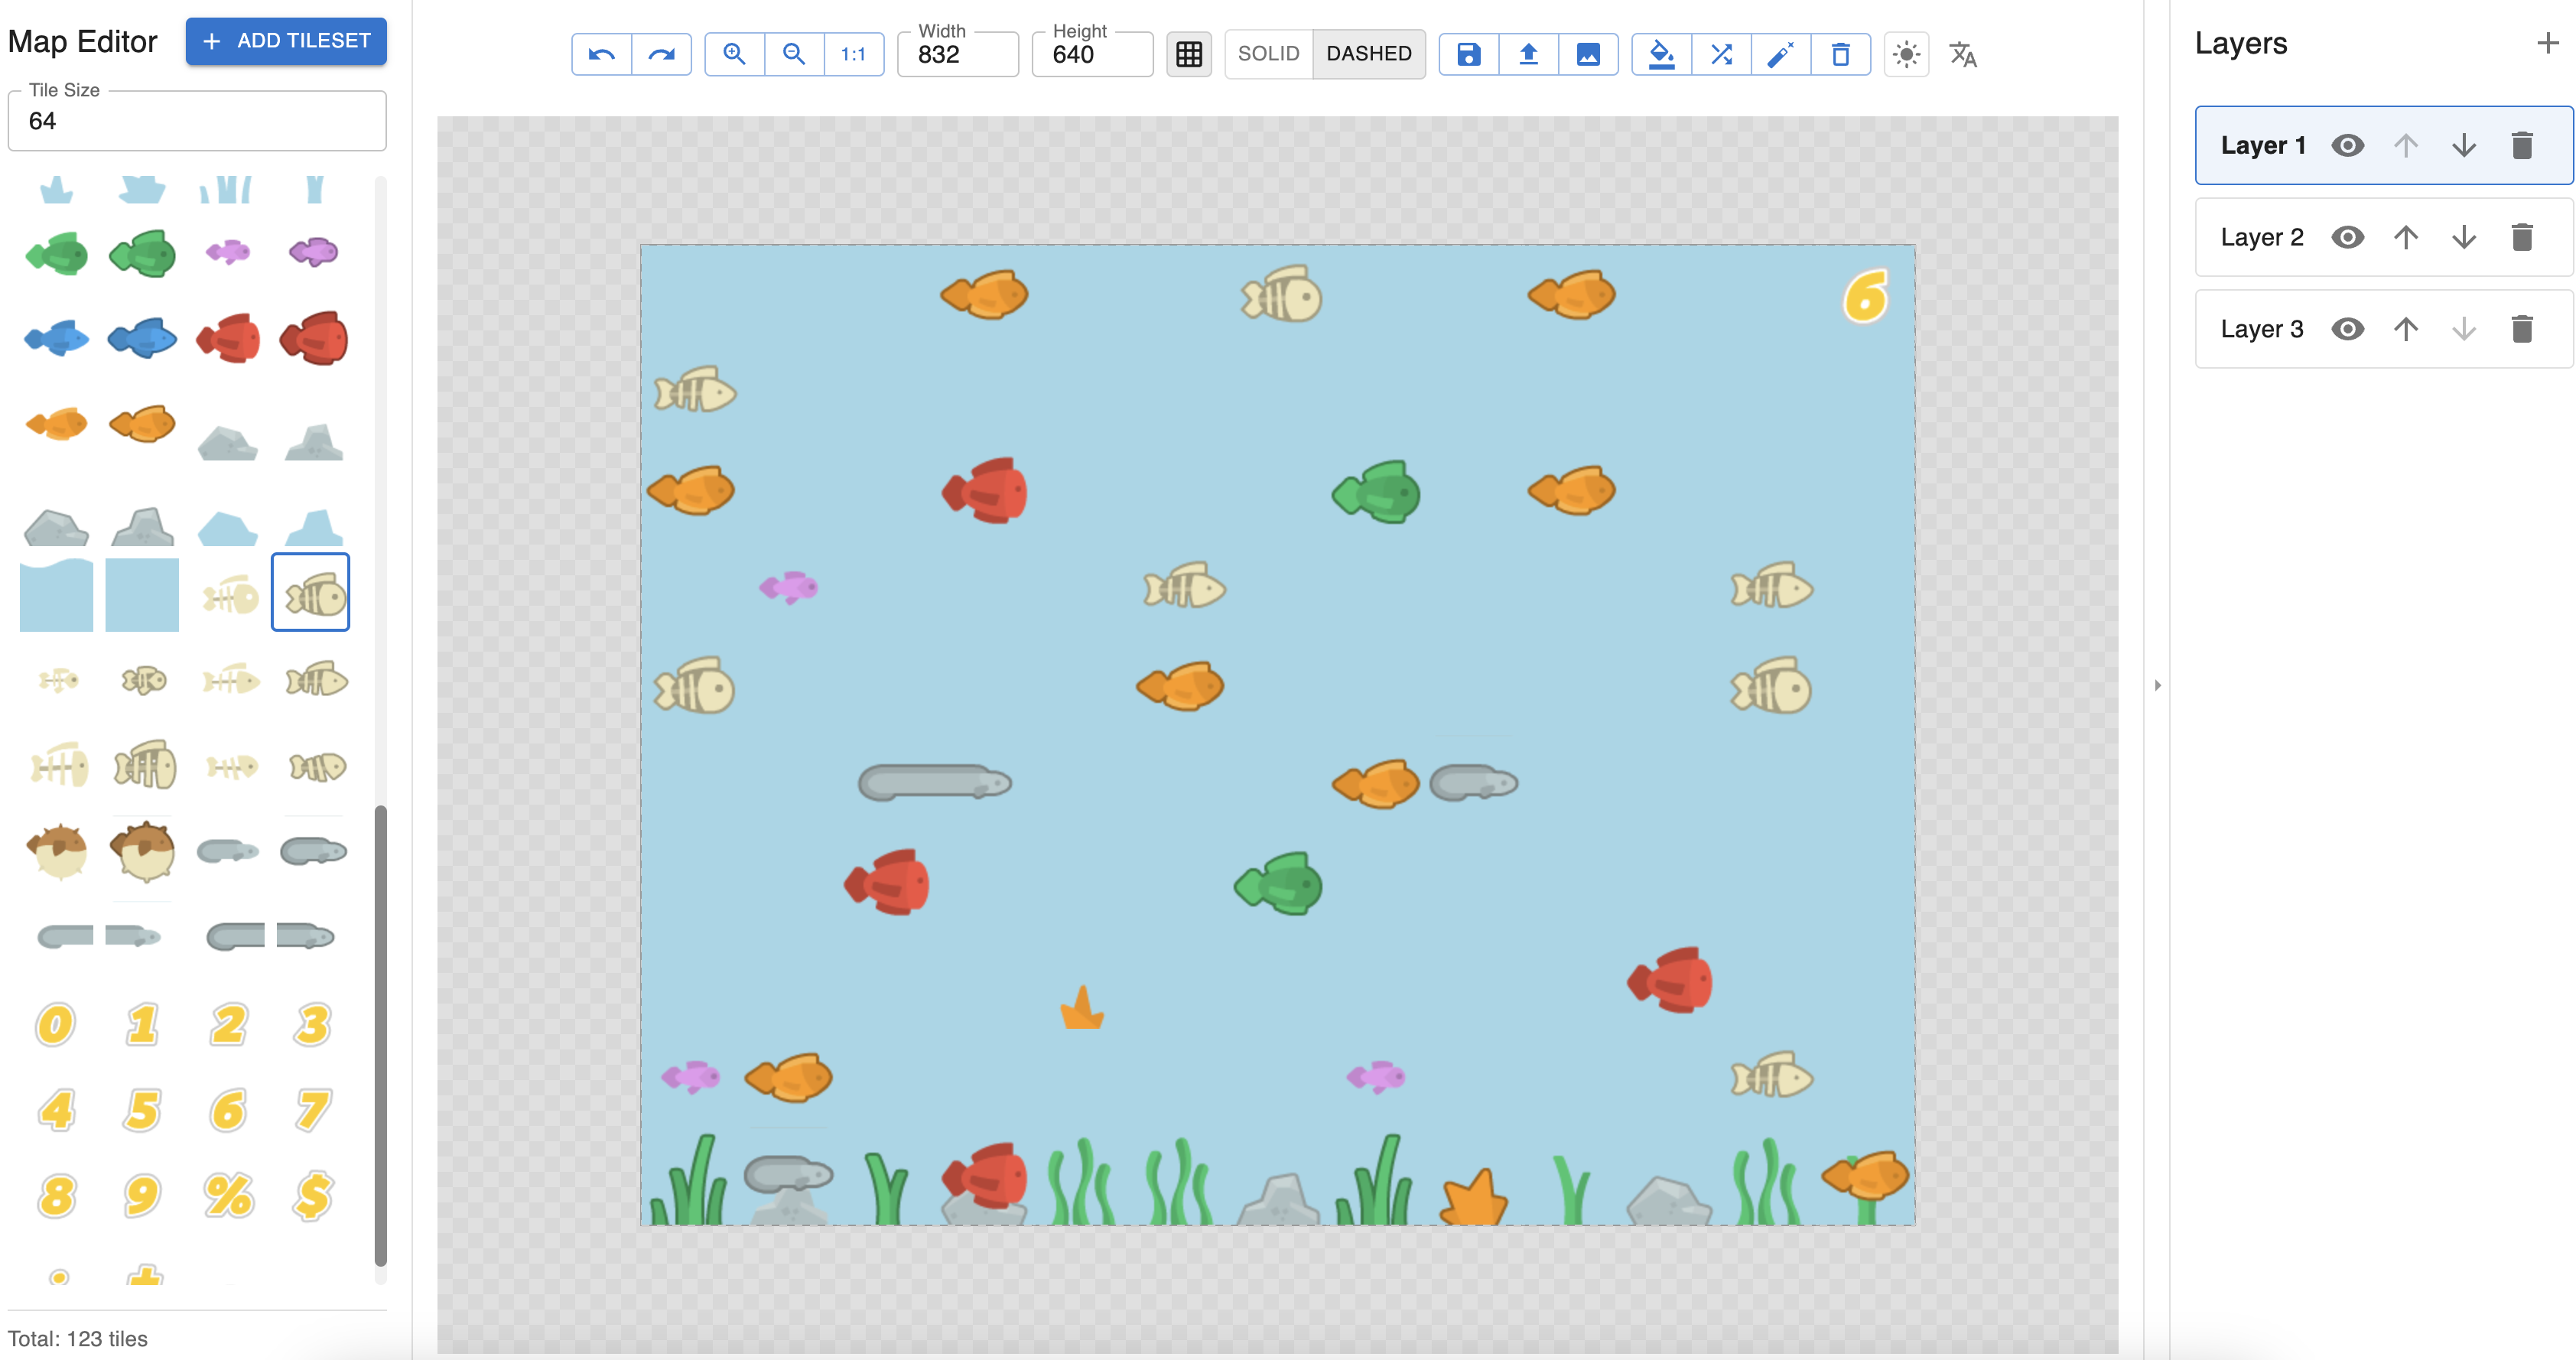 Map Editor
+ ADD TILESET
Tile Size
64
0 1 2 3
4 5 6 7
8 9 % $
Total: 123 tiles
1:1
Width
832
Height
640
SOLID
DASHED
6
Layers
Layer 1
Layer 2
Layer 3